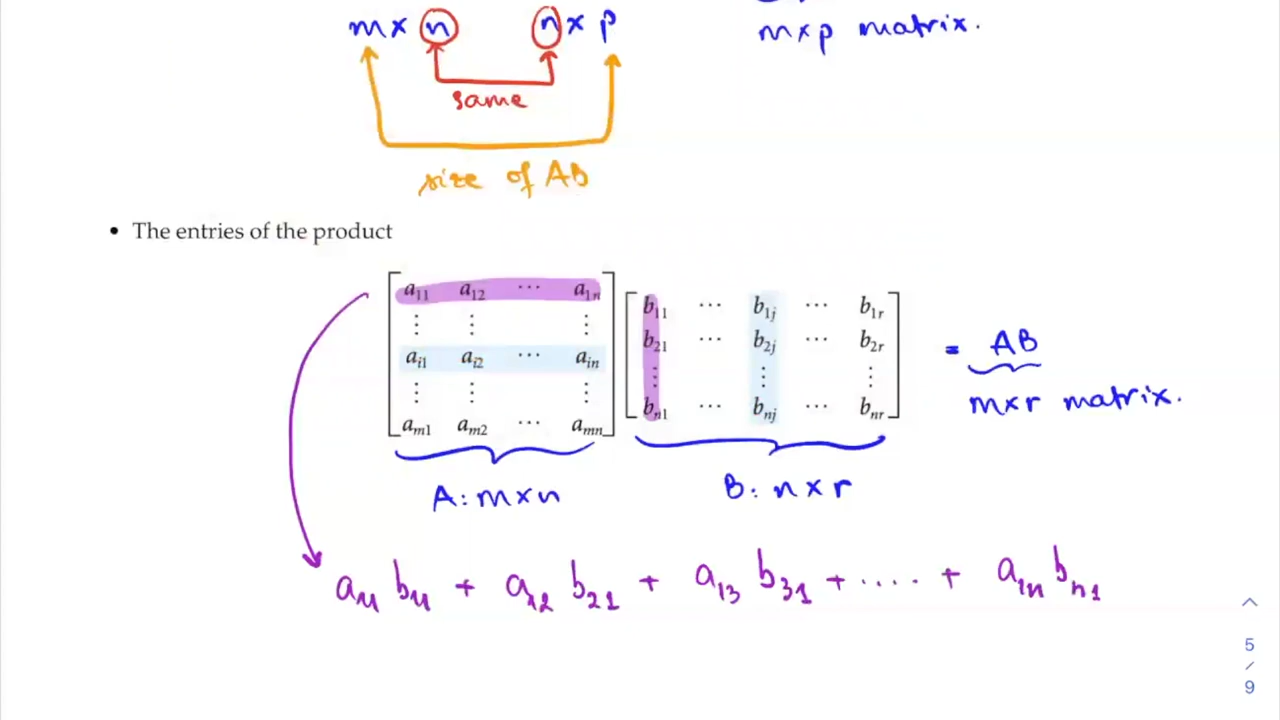 m × n n × p
m×p matrix.
same
size of AB
• The entries of the product
a11 a12 ⋯ a1n
⋮ ⋮ ⋮
ai1 ai2 ⋯ ain
⋮ ⋮ ⋮
am1 am2 ⋯ amn
b11 ⋯ b1j ⋯ b1r
b21 ⋯ b2j ⋯ b2r
⋮ ⋮ ⋮
bn1 ⋯ bnj ⋯ bnr
= AB
m×r matrix.
A: m×n
B: n×r
a11 b11 + a12 b21 + a13 b31 + .... + a1n bn1
5
/
9